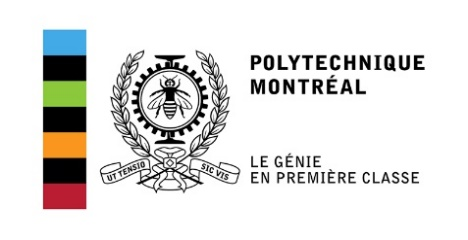 POLYTECHNIQUE
MONTRÉAL
LE GÉNIE
EN PREMIÈRE CLASSE
UT TENSIO
SIC VIS